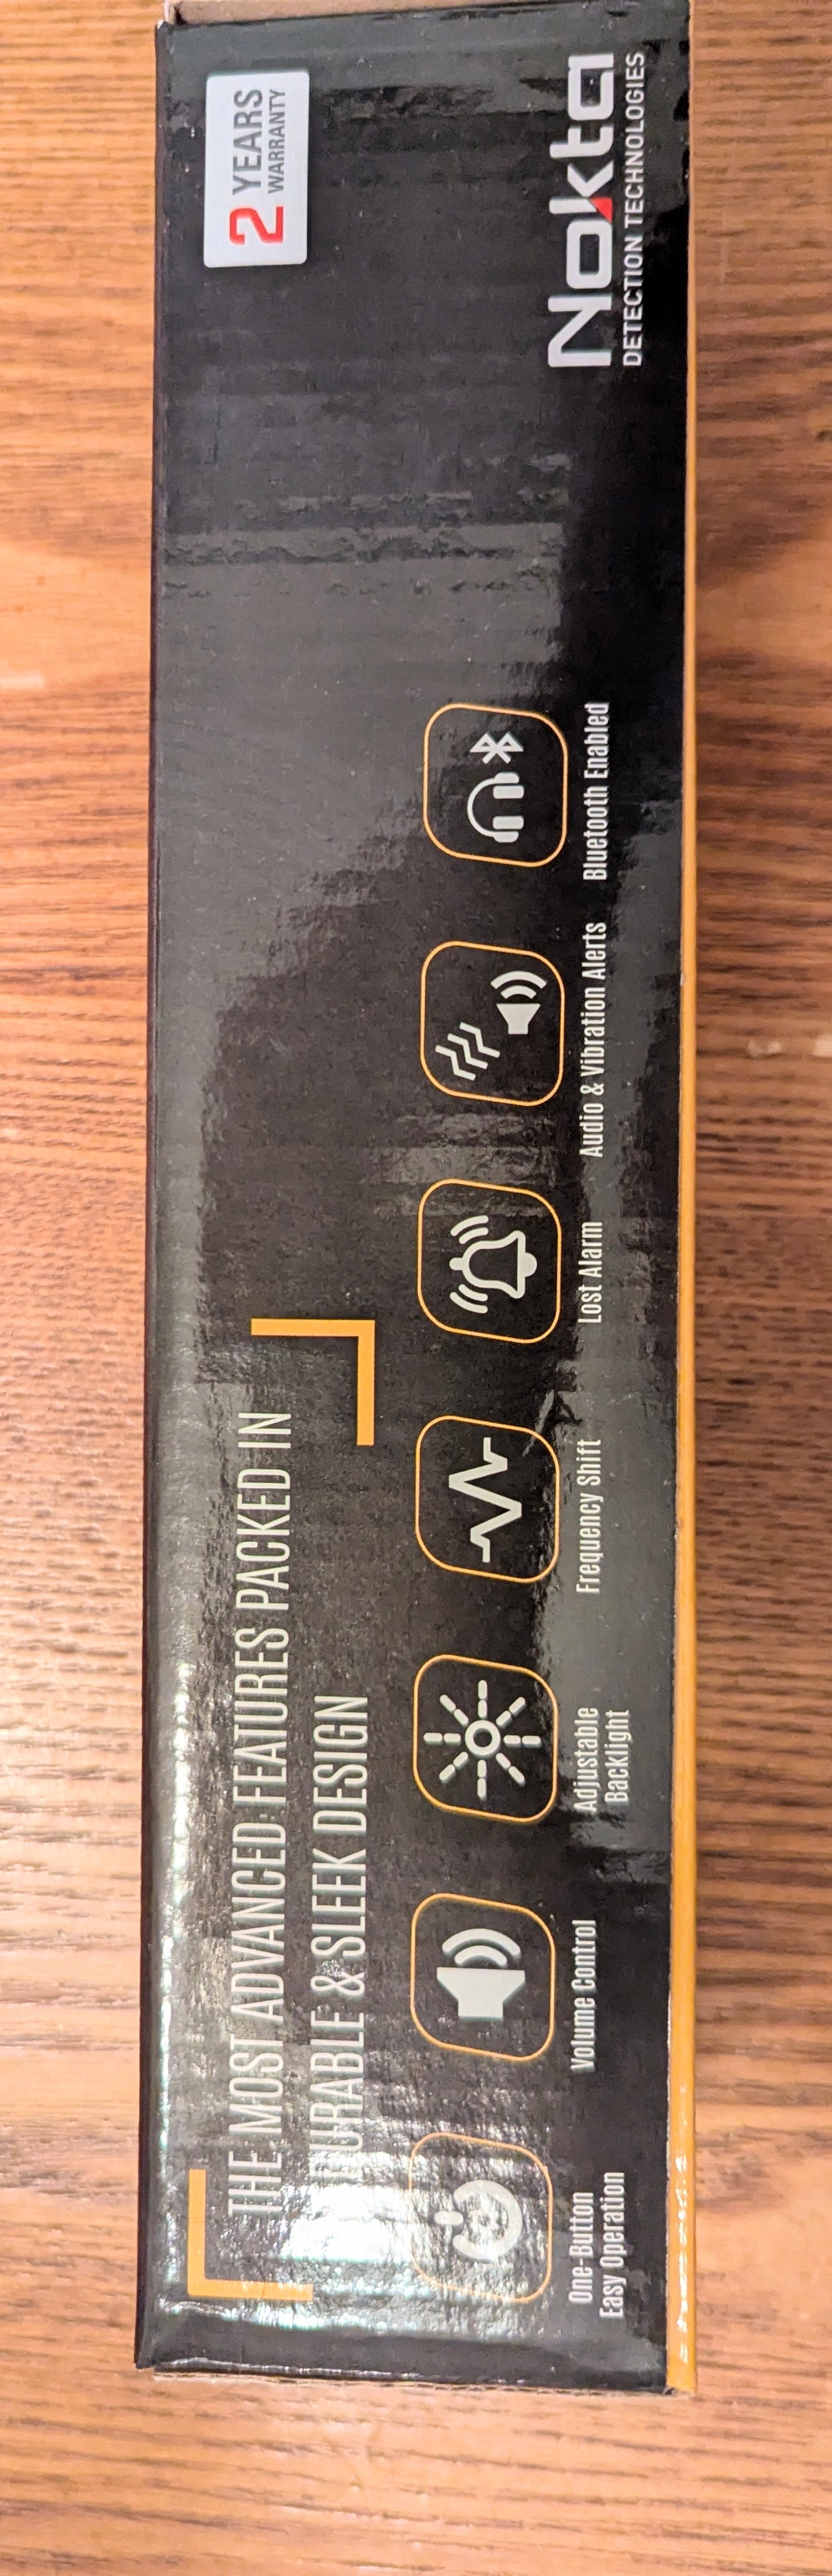 THE MOST ADVANCED FEATURES PACKED IN
DURABLE & SLEEK DESIGN
2 YEARS
WARRANTY
One-Button
Easy Operation
Volume Control
Adjustable
Backlight
Frequency Shift
Lost Alarm
Audio & Vibration Alerts
Bluetooth Enabled
Nokta
DETECTION TECHNOLOGIES